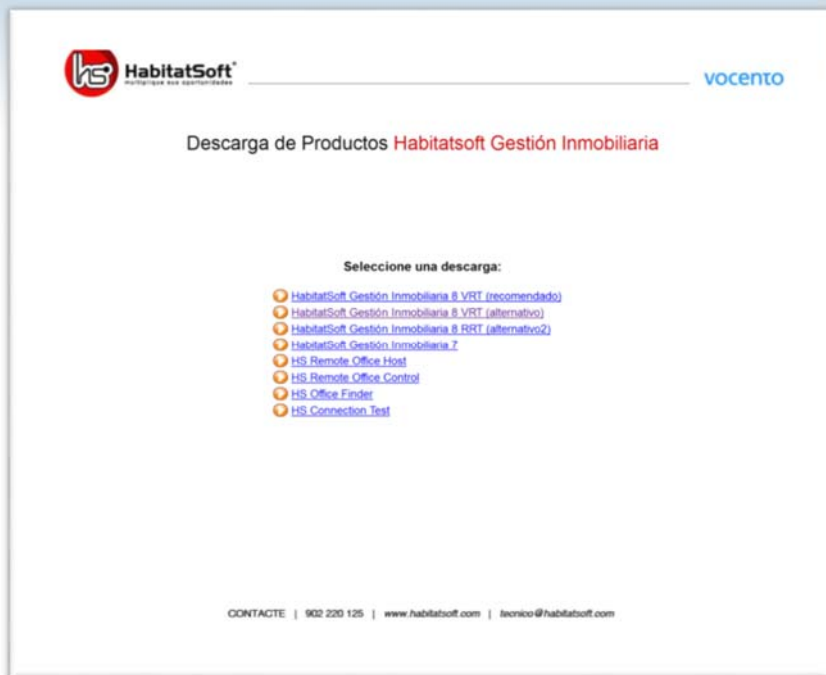 hs HabitatSoft
multiplique sus oportunidades
vocento
Descarga de Productos Habitatsoft Gestión Inmobiliaria
Seleccione una descarga:
HabitatSoft Gestión Inmobiliaria 8 VRT (recomendado)
HabitatSoft Gestión Inmobiliaria 8 VRT (alternativo)
HabitatSoft Gestión Inmobiliaria 8 RRT (alternativo2)
HabitatSoft Gestión Inmobiliaria 7
HS Remote Office Host
HS Remote Office Control
HS Office Finder
HS Connection Test
CONTACTE | 902 220 125 | www.habitatsoft.com | tecnico@habitatsoft.com